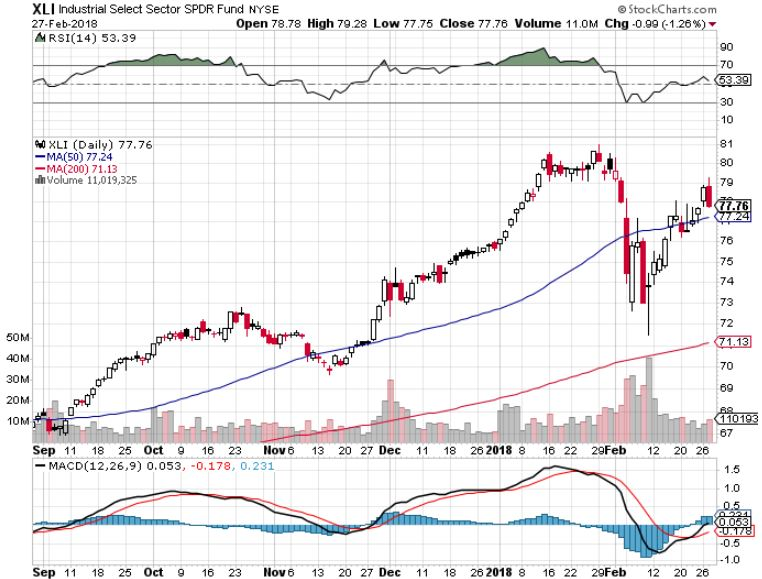 XLI Industrial Select Sector SPDR Fund NYSE © StockCharts.com
27-Feb-2018 Open 78.78 High 79.28 Low 77.75 Close 77.76 Volume 11.0M Chg -0.99 (-1.26%)
RSI(14) 53.39
90
70
53.39
30
10
XLI (Daily) 77.76
MA(50) 77.24
MA(200) 71.13
Volume 11,019,325
81
80
79
78
77.76
77.24
76
75
74
73
72
71.13
70
69
68
67
50M
40M
30M
20M
10M
110193
Sep 11 18 25 Oct 9 16 23 Nov 6 13 20 27 Dec 11 18 26 2018 8 16 22 29 Feb 12 20 26
MACD(12,26,9) 0.053, -0.178, 0.231
1.5
1.0
0.5
0.231
0.053
-0.178
-0.5
-1.0
Sep 11 18 25 Oct 9 16 23 Nov 6 13 20 27 Dec 11 18 26 2018 8 16 22 29 Feb 12 20 26